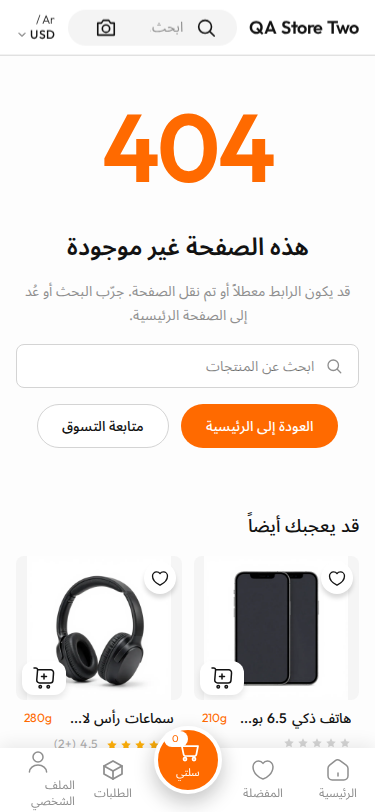 QA Store Two
ابحث
Ar /
USD
404
هذه الصفحة غير موجودة
قد يكون الرابط معطلاً أو تم نقل الصفحة. جرّب البحث أو عُد
إلى الصفحة الرئيسية.
ابحث عن المنتجات
العودة إلى الرئيسية
متابعة التسوق
قد يعجبك أيضاً
هاتف ذكي 6.5 بو...
210g
سماعات رأس لا...
280g
4.5 (2+)
الرئيسية
المفضلة
0
سلتي
الطلبات
الملف
الشخصي